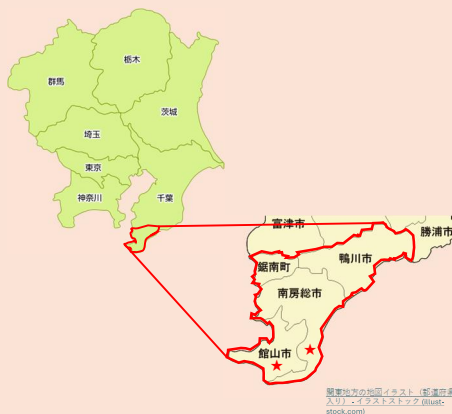 栃木
群馬
茨城
埼玉
東京
神奈川
千葉
富津市
勝浦市
鴨川市
鋸南町
南房総市
館山市
関東地方の地図イラスト（都道府県
入り） - イラストストック (illust-
stock.com)